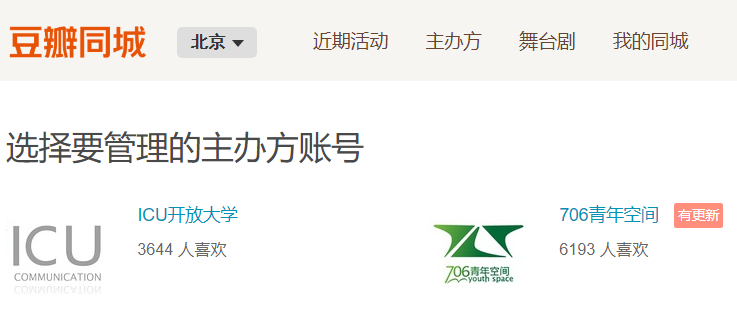 豆瓣同城 北京 近期活动 主办方 舞台剧 我的同城
选择要管理的主办方账号
ICU
COMMUNICATION
ICU开放大学
3644 人喜欢
706青年空间
youth space
706青年空间 有更新
6193 人喜欢